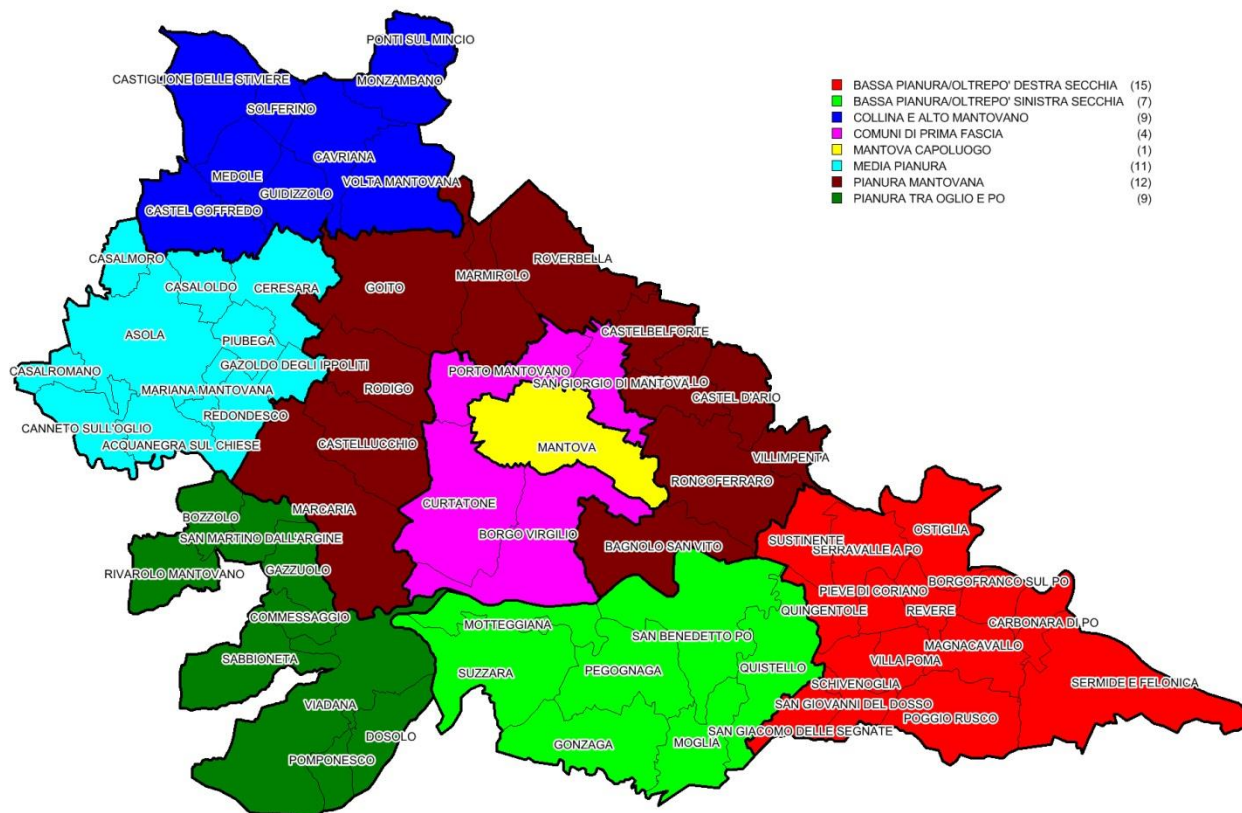 BASSA PIANURA/OLTREPO' DESTRA SECCHIA (15)
BASSA PIANURA/OLTREPO' SINISTRA SECCHIA (7)
COLLINA E ALTO MANTOVANO (9)
COMUNI DI PRIMA FASCIA (4)
MANTOVA CAPOLUOGO (1)
MEDIA PIANURA (11)
PIANURA MANTOVANA (12)
PIANURA TRA OGLIO E PO (9)
PONTI SUL MINCIO
CASTIGLIONE DELLE STIVIERE
MONZAMBANO
SOLFERINO
CAVRIANA
MEDOLE
VOLTA MANTOVANA
GUIDIZZOLO
CASTEL GOFFREDO
CASALMORO
CASALOLDO
CERESARA
GOITO
MARMIROLO
ROVERBELLA
ASOLA
PIUBEGA
CASTELBELFORTE
CASALROMANO
GAZOLDO DEGLI IPPOLITI
MARIANA MANTOVANA
RODIGO
PORTO MANTOVANO
SAN GIORGIO DI MANTOVA
LLO
CASTEL D'ARIO
REDONDESCO
CANNETO SULL'OGLIO
ACQUANEGRA SUL CHIESE
CASTELLUCCHIO
MANTOVA
VILLIMPENTA
RONCOFERRARO
MARCARIA
CURTATONE
BOZZOLO
SAN MARTINO DALL'ARGINE
BORGO VIRGILIO
BAGNOLO SAN VITO
SUSTINENTE
OSTIGLIA
SERRAVALLE A PO
RIVAROLO MANTOVANO
GAZZUOLO
PIEVE DI CORIANO
BORGOFRANCO SUL PO
COMMESSAGGIO
MOTTEGGIANA
SAN BENEDETTO PO
QUINGENTOLE
REVERE
CARBONARA DI PO
MAGNACAVALLO
SABBIONETA
SUZZARA
PEGOGNAGA
QUISTELLO
VILLA POMA
SCHIVENOGLIA
SERMIDE E FELONICA
VIADANA
SAN GIOVANNI DEL DOSSO
POGGIO RUSCO
DOSOLO
SAN GIACOMO DELLE SEGNATE
GONZAGA
MOGLIA
POMPONESCO